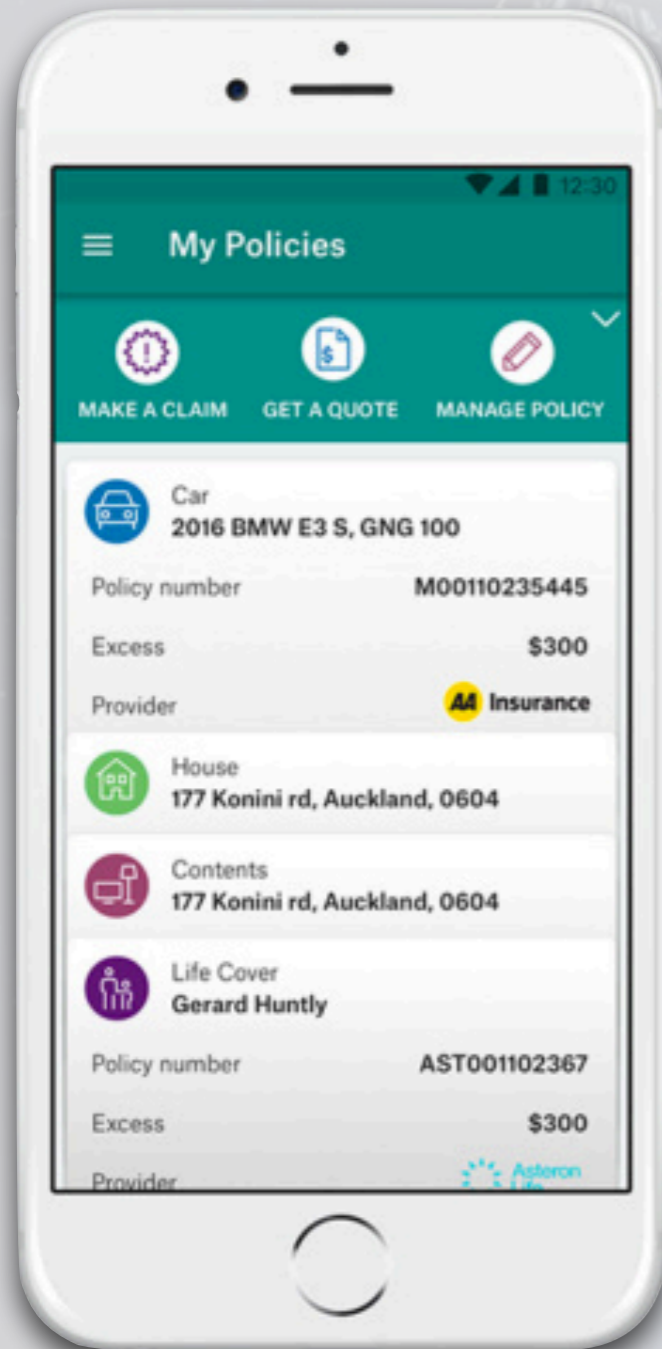 12:30
My Policies
MAKE A CLAIM GET A QUOTE MANAGE POLICY
Car
2016 BMW E3 S, GNG 100
Policy number M00110235445
Excess $300
Provider AA Insurance
House
177 Konini rd, Auckland, 0604
Contents
177 Konini rd, Auckland, 0604
Life Cover
Gerard Huntly
Policy number AST001102367
Excess $300
Provider Asteron
Life